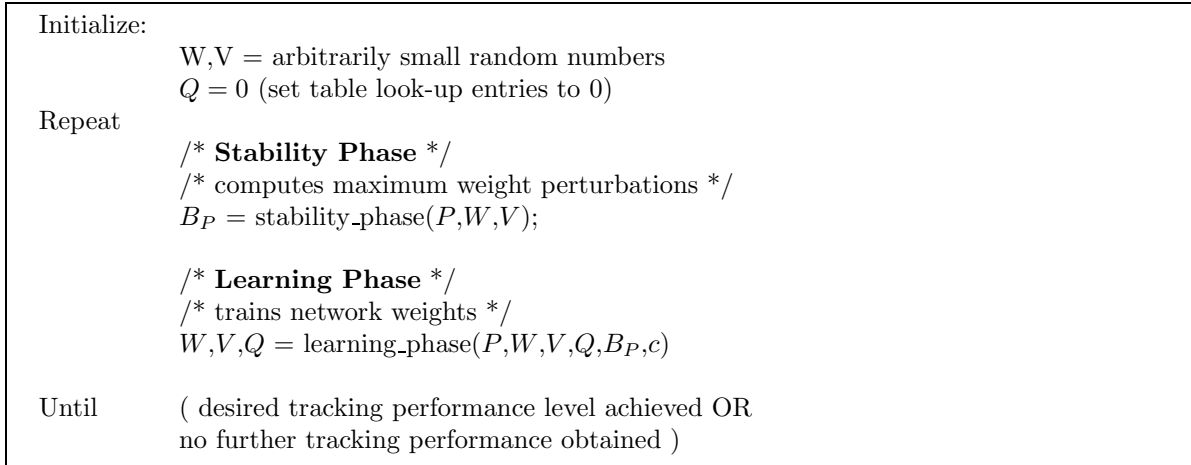 Initialize:
W,V = arbitrarily small random numbers
Q = 0 (set table look-up entries to 0)
Repeat
/* Stability Phase */
/* computes maximum weight perturbations */
B_P = stability_phase(P,W,V);
/* Learning Phase */
/* trains network weights */
W,V,Q = learning_phase(P,W,V,Q,B_P,c)
Until ( desired tracking performance level achieved OR
no further tracking performance obtained )